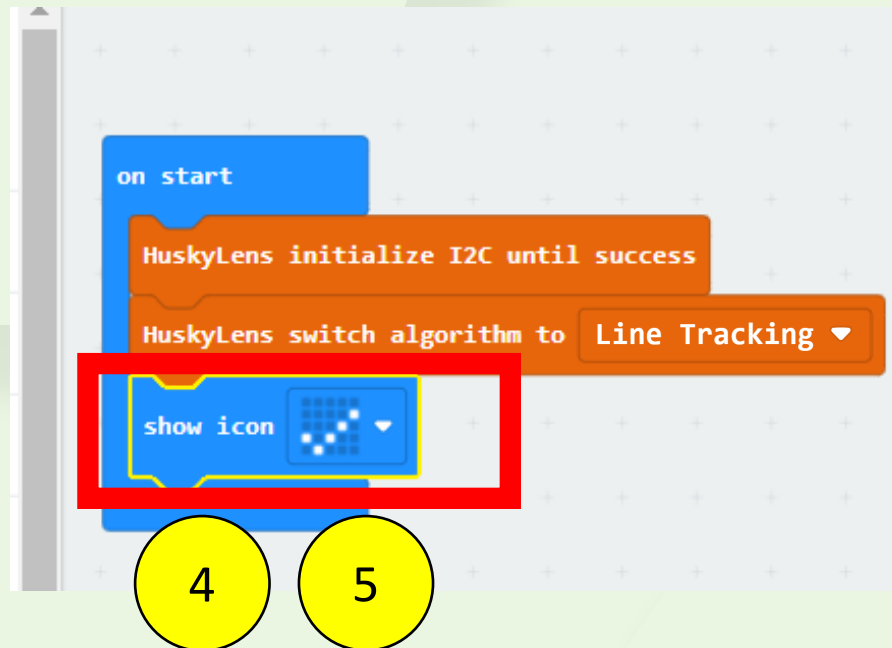 on start
HuskyLens initialize I2C until success
HuskyLens switch algorithm to Line Tracking
show icon
4 5